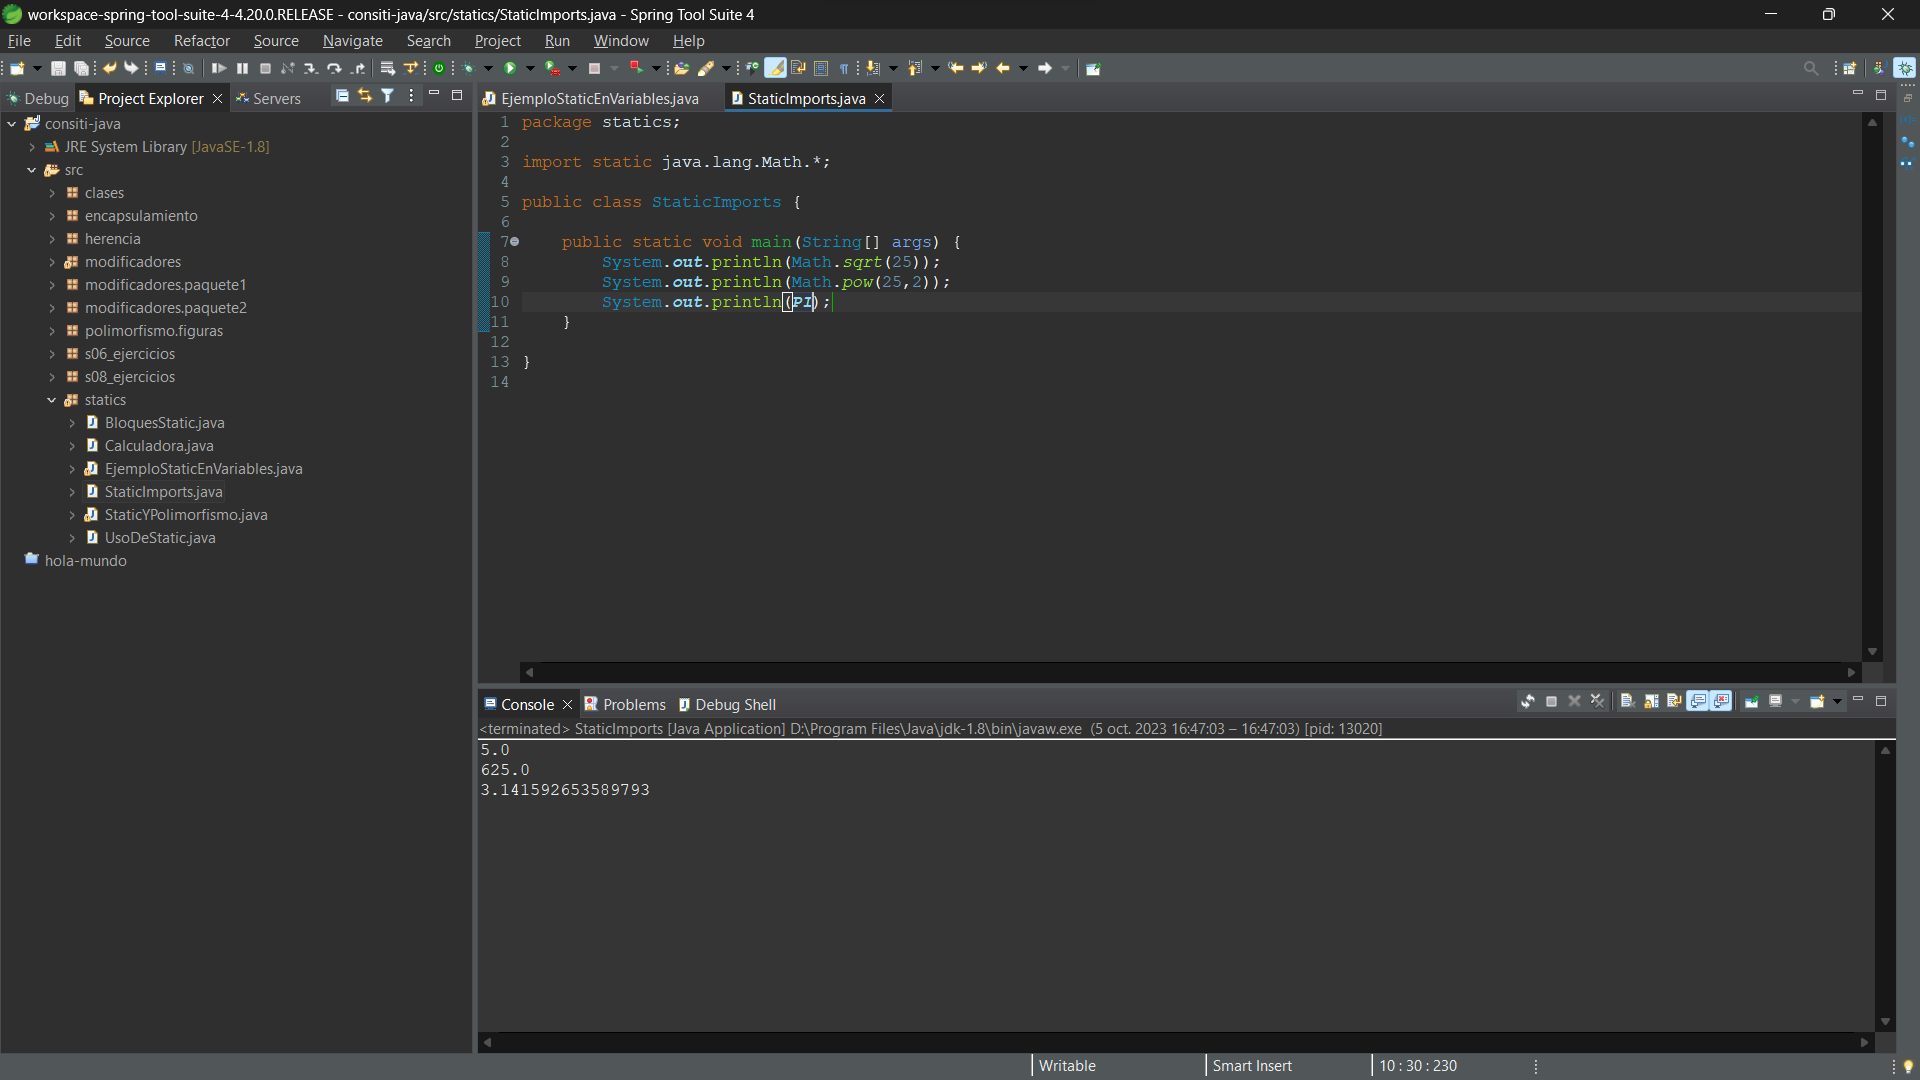 workspace-spring-tool-suite-4-4.20.0.RELEASE - consiti-java/src/statics/StaticImports.java - Spring Tool Suite 4
File Edit Source Refactor Source Navigate Search Project Run Window Help
Debug Project Explorer Servers
EjemploStaticEnVariables.java StaticImports.java
consiti-java
JRE System Library [JavaSE-1.8]
src
clases
encapsulamiento
herencia
modificadores
modificadores.paquete1
modificadores.paquete2
polimorfismo.figuras
s06_ejercicios
s08_ejercicios
statics
BloquesStatic.java
Calculadora.java
EjemploStaticEnVariables.java
StaticImports.java
StaticYPolimorfismo.java
UsoDeStatic.java
hola-mundo
1 package statics;
2
3 import static java.lang.Math.*;
4
5 public class StaticImports {
6
7 public static void main(String[] args) {
8 System.out.println(Math.sqrt(25));
9 System.out.println(Math.pow(25,2));
10 System.out.println(PI);
11 }
12
13 }
14
Console Problems Debug Shell
<terminated> StaticImports [Java Application] D:\Program Files\Java\jdk-1.8\bin\javaw.exe (5 oct. 2023 16:47:03 – 16:47:03) [pid: 13020]
5.0
625.0
3.141592653589793
Writable Smart Insert 10 : 30 : 230